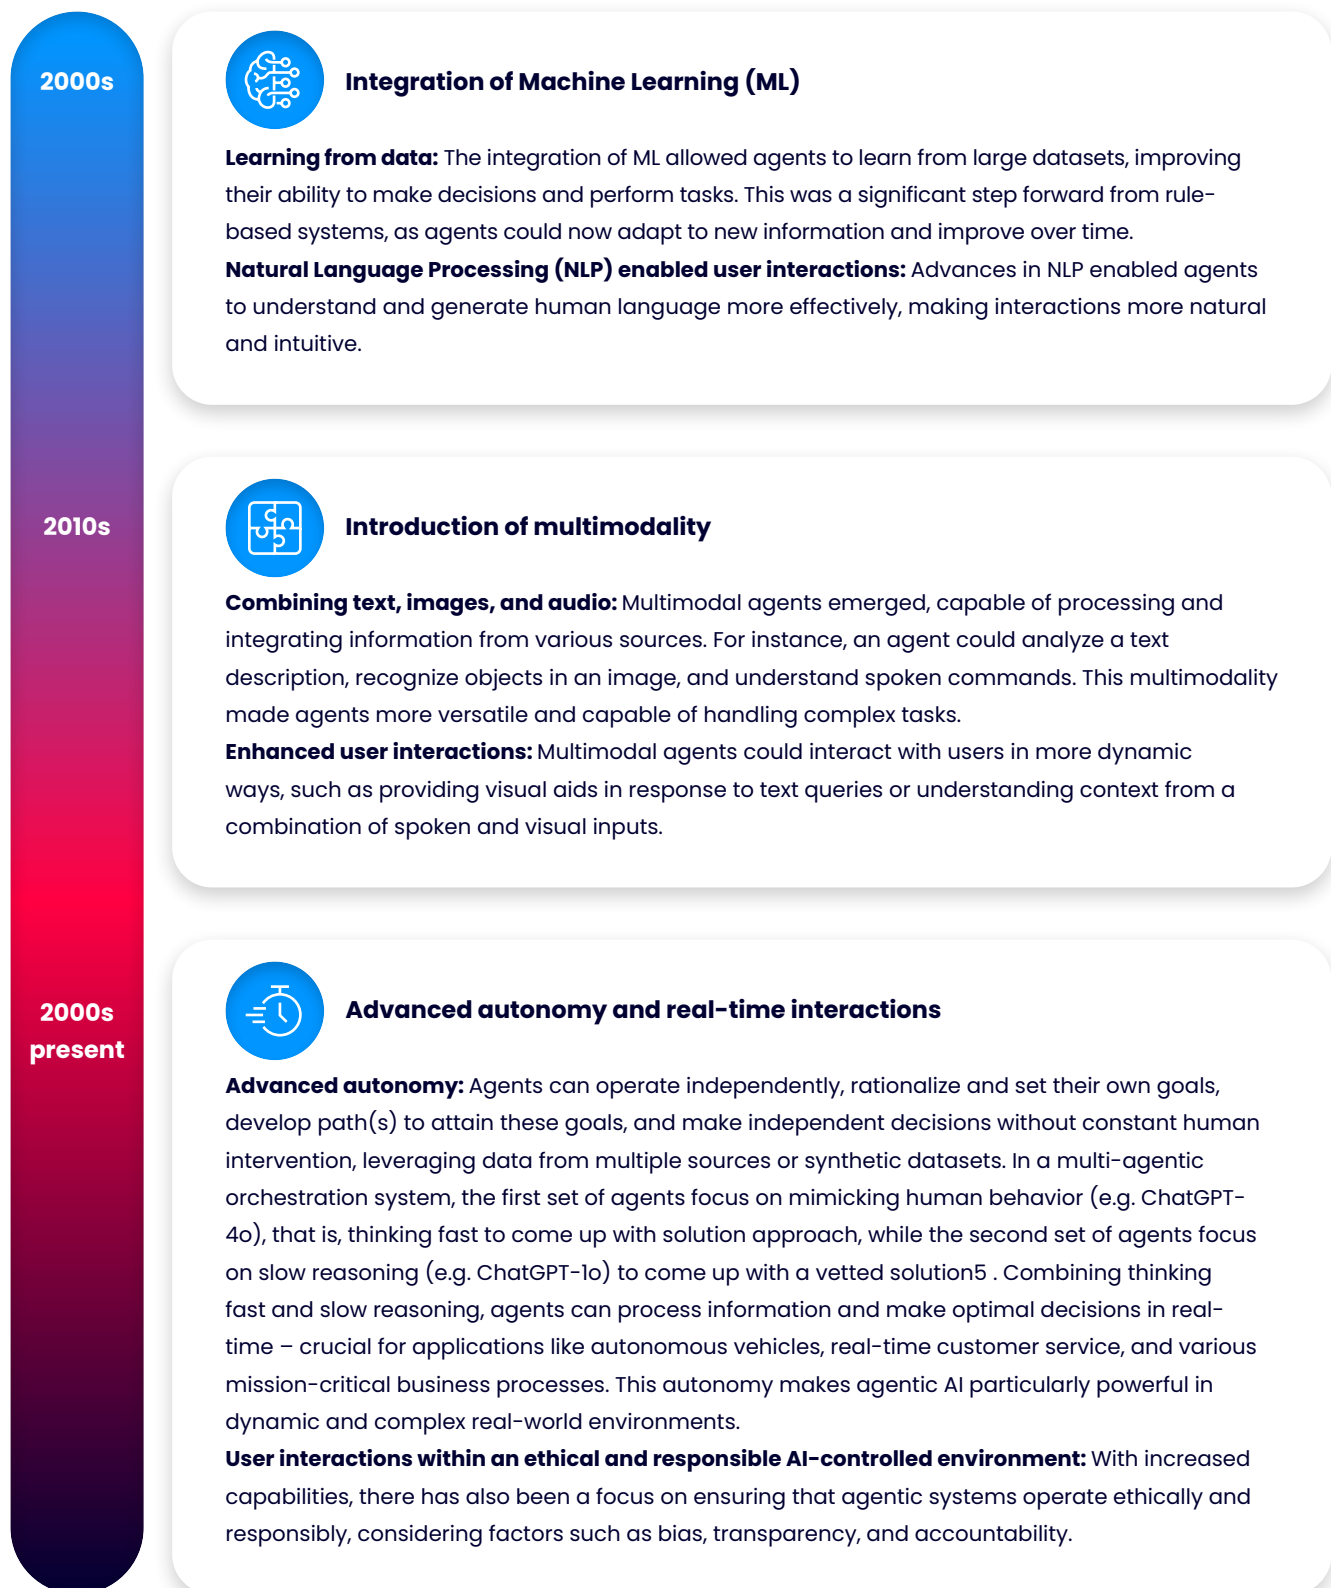 2000s
Integration of Machine Learning (ML)
Learning from data: The integration of ML allowed agents to learn from large datasets, improving
their ability to make decisions and perform tasks. This was a significant step forward from rule-
based systems, as agents could now adapt to new information and improve over time.
Natural Language Processing (NLP) enabled user interactions: Advances in NLP enabled agents
to understand and generate human language more effectively, making interactions more natural
and intuitive.
2010s
Introduction of multimodality
Combining text, images, and audio: Multimodal agents emerged, capable of processing and
integrating information from various sources. For instance, an agent could analyze a text
description, recognize objects in an image, and understand spoken commands. This multimodality
made agents more versatile and capable of handling complex tasks.
Enhanced user interactions: Multimodal agents could interact with users in more dynamic
ways, such as providing visual aids in response to text queries or understanding context from a
combination of spoken and visual inputs.
2000s
present
Advanced autonomy and real-time interactions
Advanced autonomy: Agents can operate independently, rationalize and set their own goals,
develop path(s) to attain these goals, and make independent decisions without constant human
intervention, leveraging data from multiple sources or synthetic datasets. In a multi-agentic
orchestration system, the first set of agents focus on mimicking human behavior (e.g. ChatGPT-
4o), that is, thinking fast to come up with solution approach, while the second set of agents focus
on slow reasoning (e.g. ChatGPT-1o) to come up with a vetted solution5 . Combining thinking
fast and slow reasoning, agents can process information and make optimal decisions in real-
time – crucial for applications like autonomous vehicles, real-time customer service, and various
mission-critical business processes. This autonomy makes agentic AI particularly powerful in
dynamic and complex real-world environments.
User interactions within an ethical and responsible AI-controlled environment: With increased
capabilities, there has also been a focus on ensuring that agentic systems operate ethically and
responsibly, considering factors such as bias, transparency, and accountability.